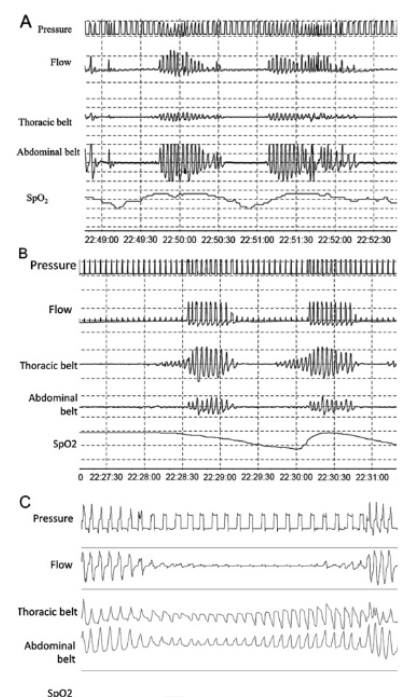 A
Pressure
Flow
Thoracic belt
Abdominal belt
SpO2
22:49:00 22:49:30 22:50:00 22:50:30 22:51:00 22:51:30 22:52:00 22:52:30
B
Pressure
Flow
Thoracic belt
Abdominal
belt
SpO2
0 22:27:30 22:28:00 22:28:30 22:29:00 22:29:30 22:30:00 22:30:30 22:31:00
C
Pressure
Flow
Thoracic belt
Abdominal
belt
SpO2